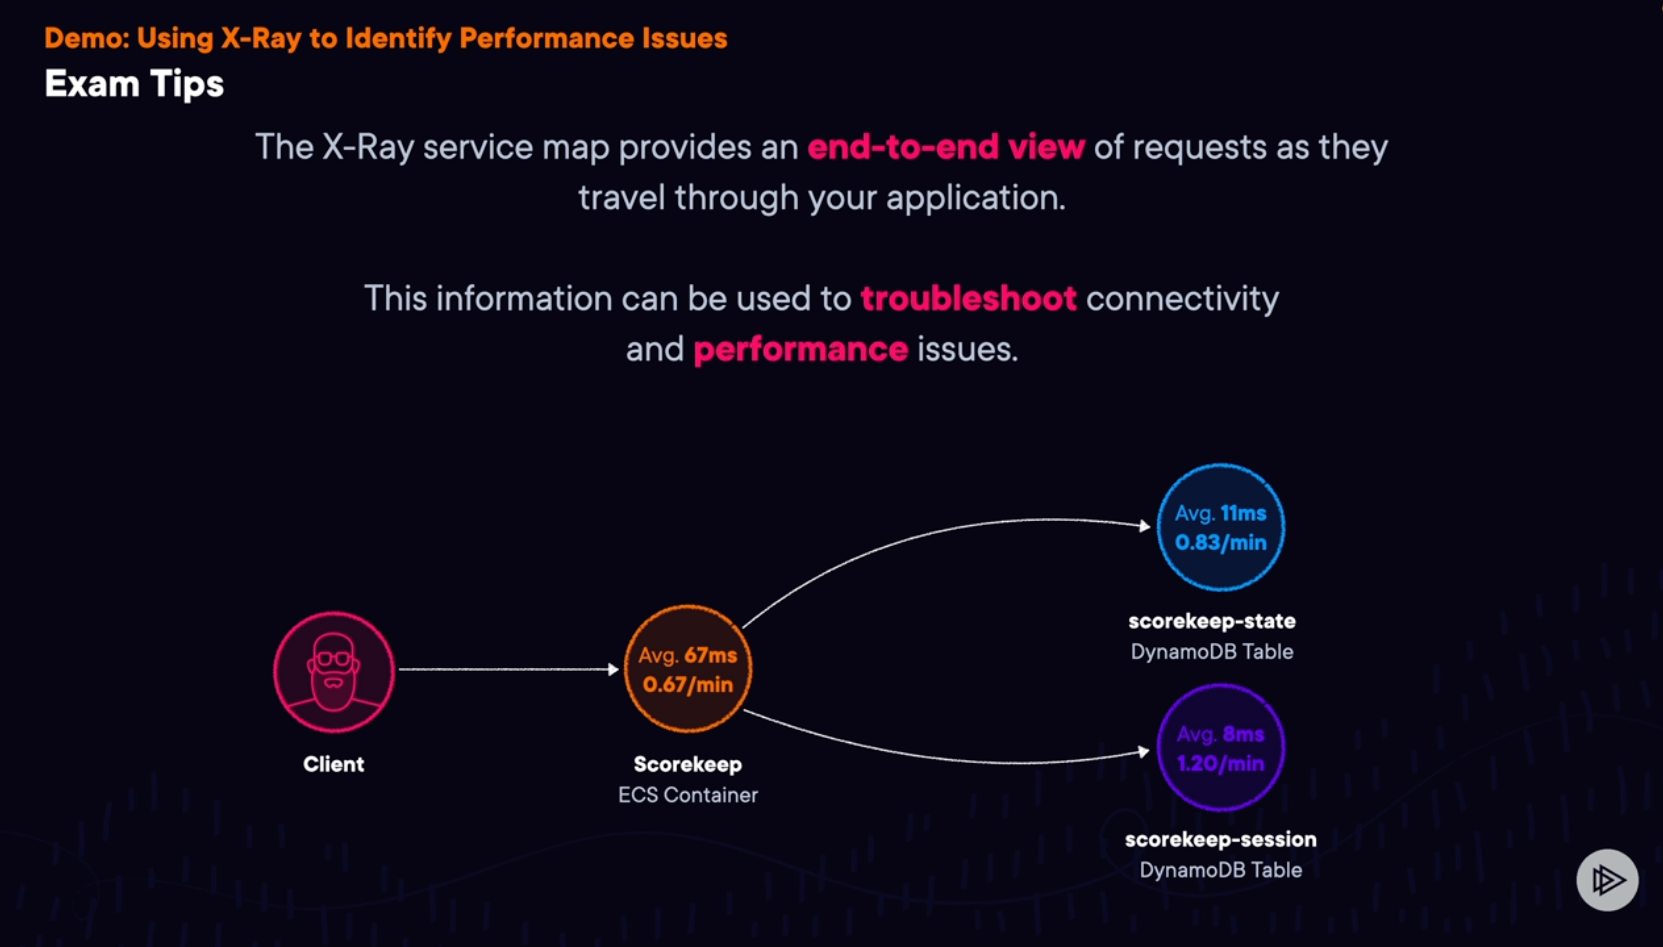 Demo: Using X-Ray to Identify Performance Issues
Exam Tips
The X-Ray service map provides an end-to-end view of requests as they
travel through your application.
This information can be used to troubleshoot connectivity
and performance issues.
Avg. 11ms
0.83/min
scorekeep-state
DynamoDB Table
Avg. 67ms
0.67/min
Client
Scorekeep
ECS Container
Avg. 8ms
1.20/min
scorekeep-session
DynamoDB Table